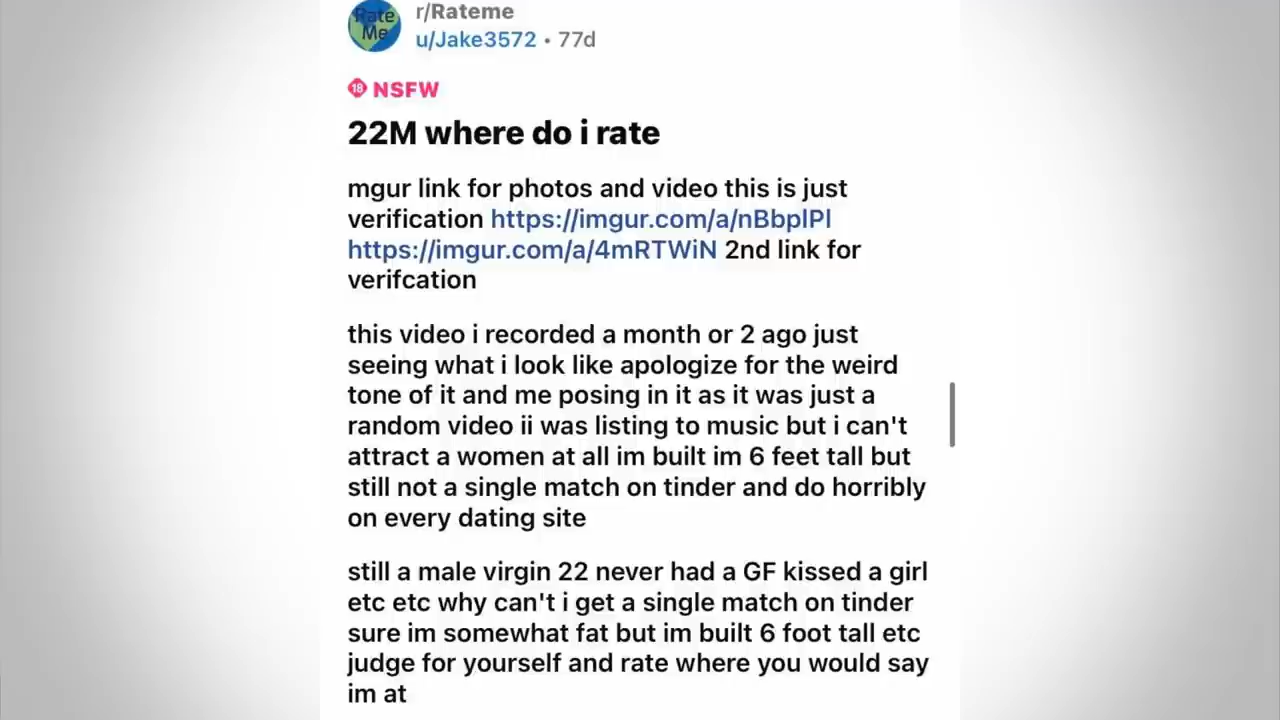 Rate
Me
r/Rateme
u/Jake3572 • 77d
18 NSFW
22M where do i rate
mgur link for photos and video this is just
verification https://imgur.com/a/nBbplPl
https://imgur.com/a/4mRTWiN 2nd link for
verifcation
this video i recorded a month or 2 ago just
seeing what i look like apologize for the weird
tone of it and me posing in it as it was just a
random video ii was listing to music but i can't
attract a women at all im built im 6 feet tall but
still not a single match on tinder and do horribly
on every dating site
still a male virgin 22 never had a GF kissed a girl
etc etc why can't i get a single match on tinder
sure im somewhat fat but im built 6 foot tall etc
judge for yourself and rate where you would say
im at